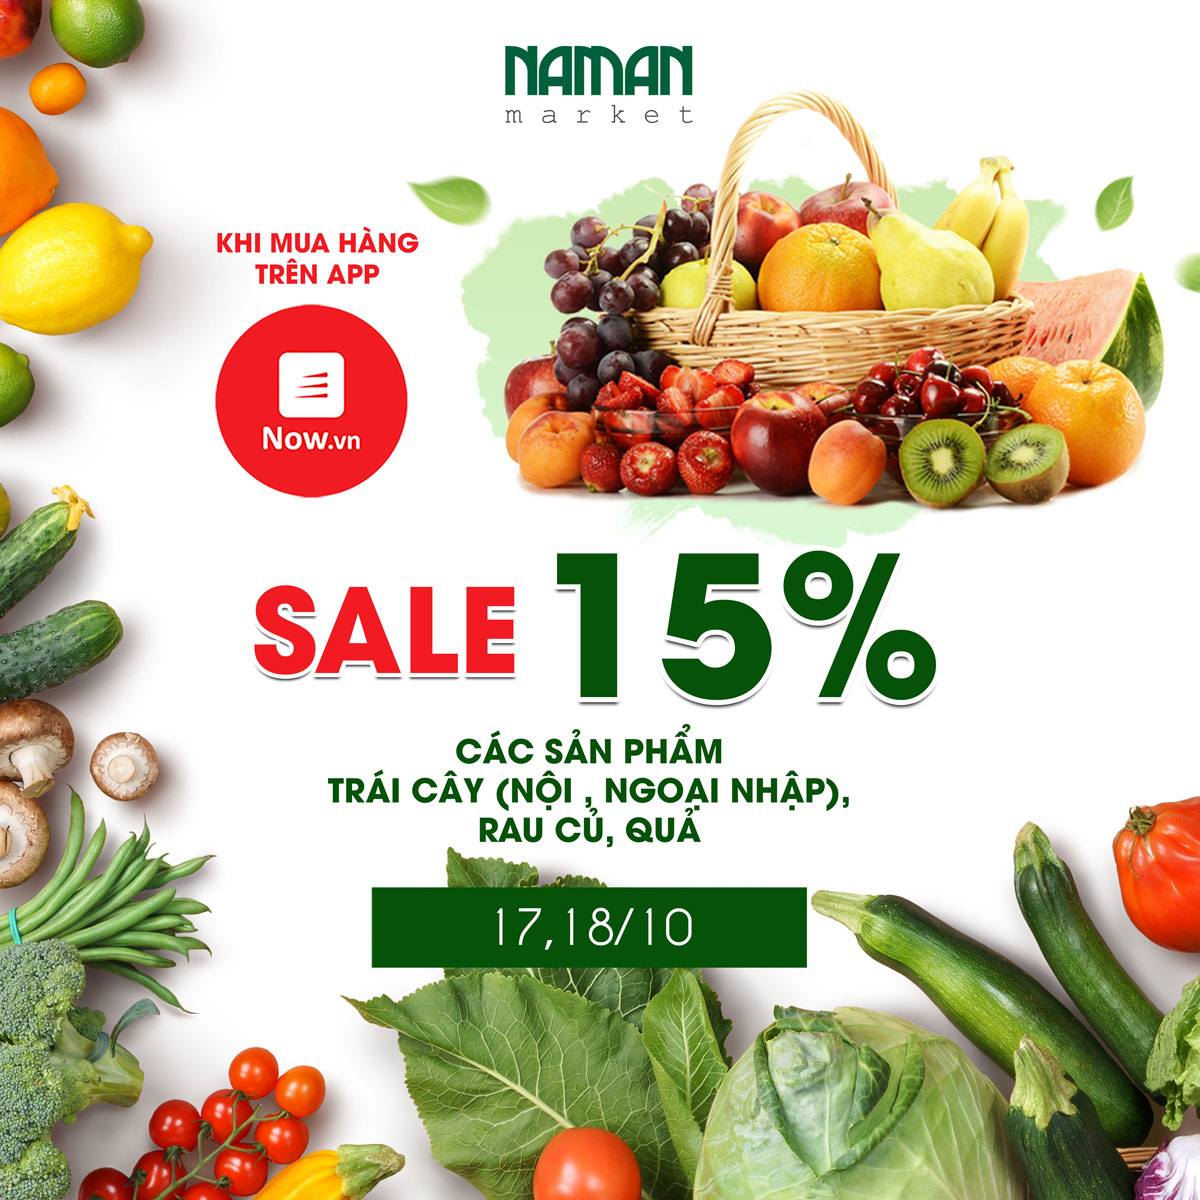 NAMAN
market
KHI MUA HÀNG
TRÊN APP
Now.vn
SALE 15%
CÁC SẢN PHẨM
TRÁI CÂY (NỘI , NGOẠI NHẬP),
RAU CỦ, QUẢ
17,18/10